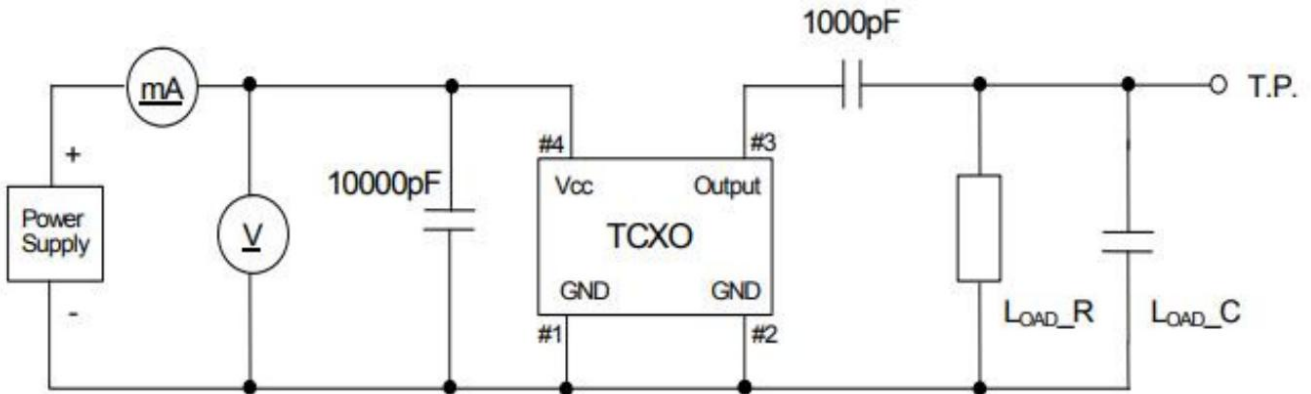 1000pF
mA
T.P.
+
#4
#3
10000pF
Vcc
Output
Power
Supply
V
TCXO
GND
GND
-
LOAD_R
LOAD_C
#1
#2